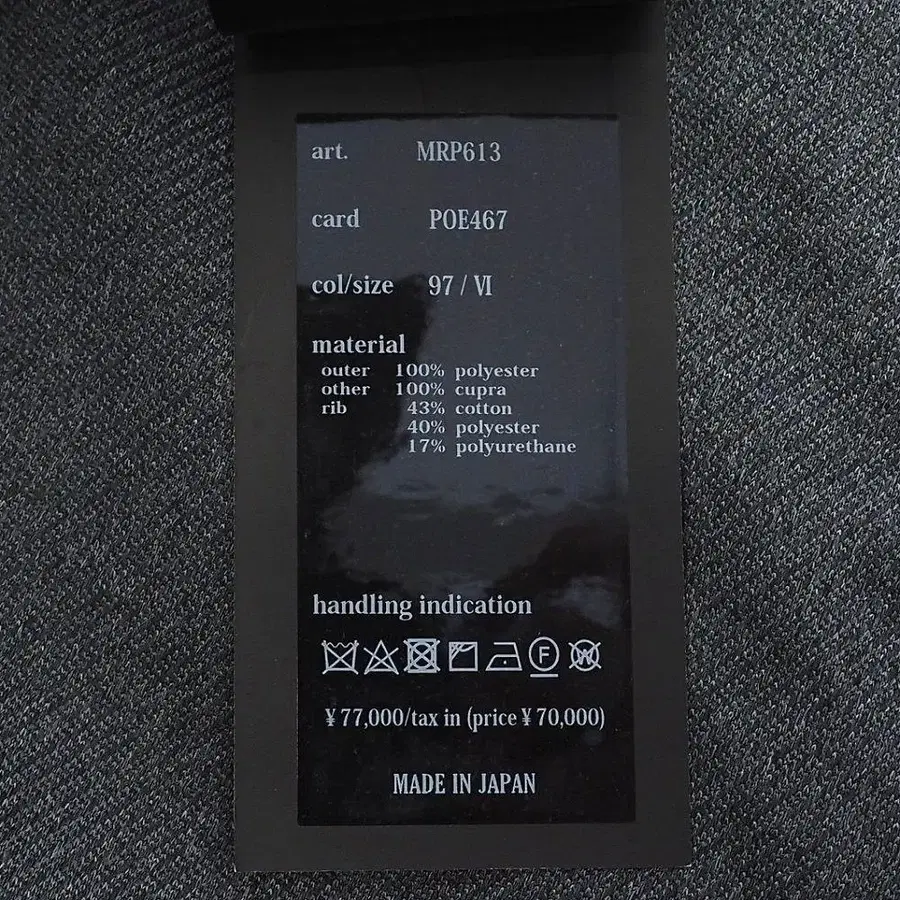 art. MRP613
card POE467
col/size 97 / Ⅵ
material
outer 100% polyester
other 100% cupra
rib 43% cotton
40% polyester
17% polyurethane
handling indication
F W
¥77,000/tax in (price ¥70,000)
MADE IN JAPAN